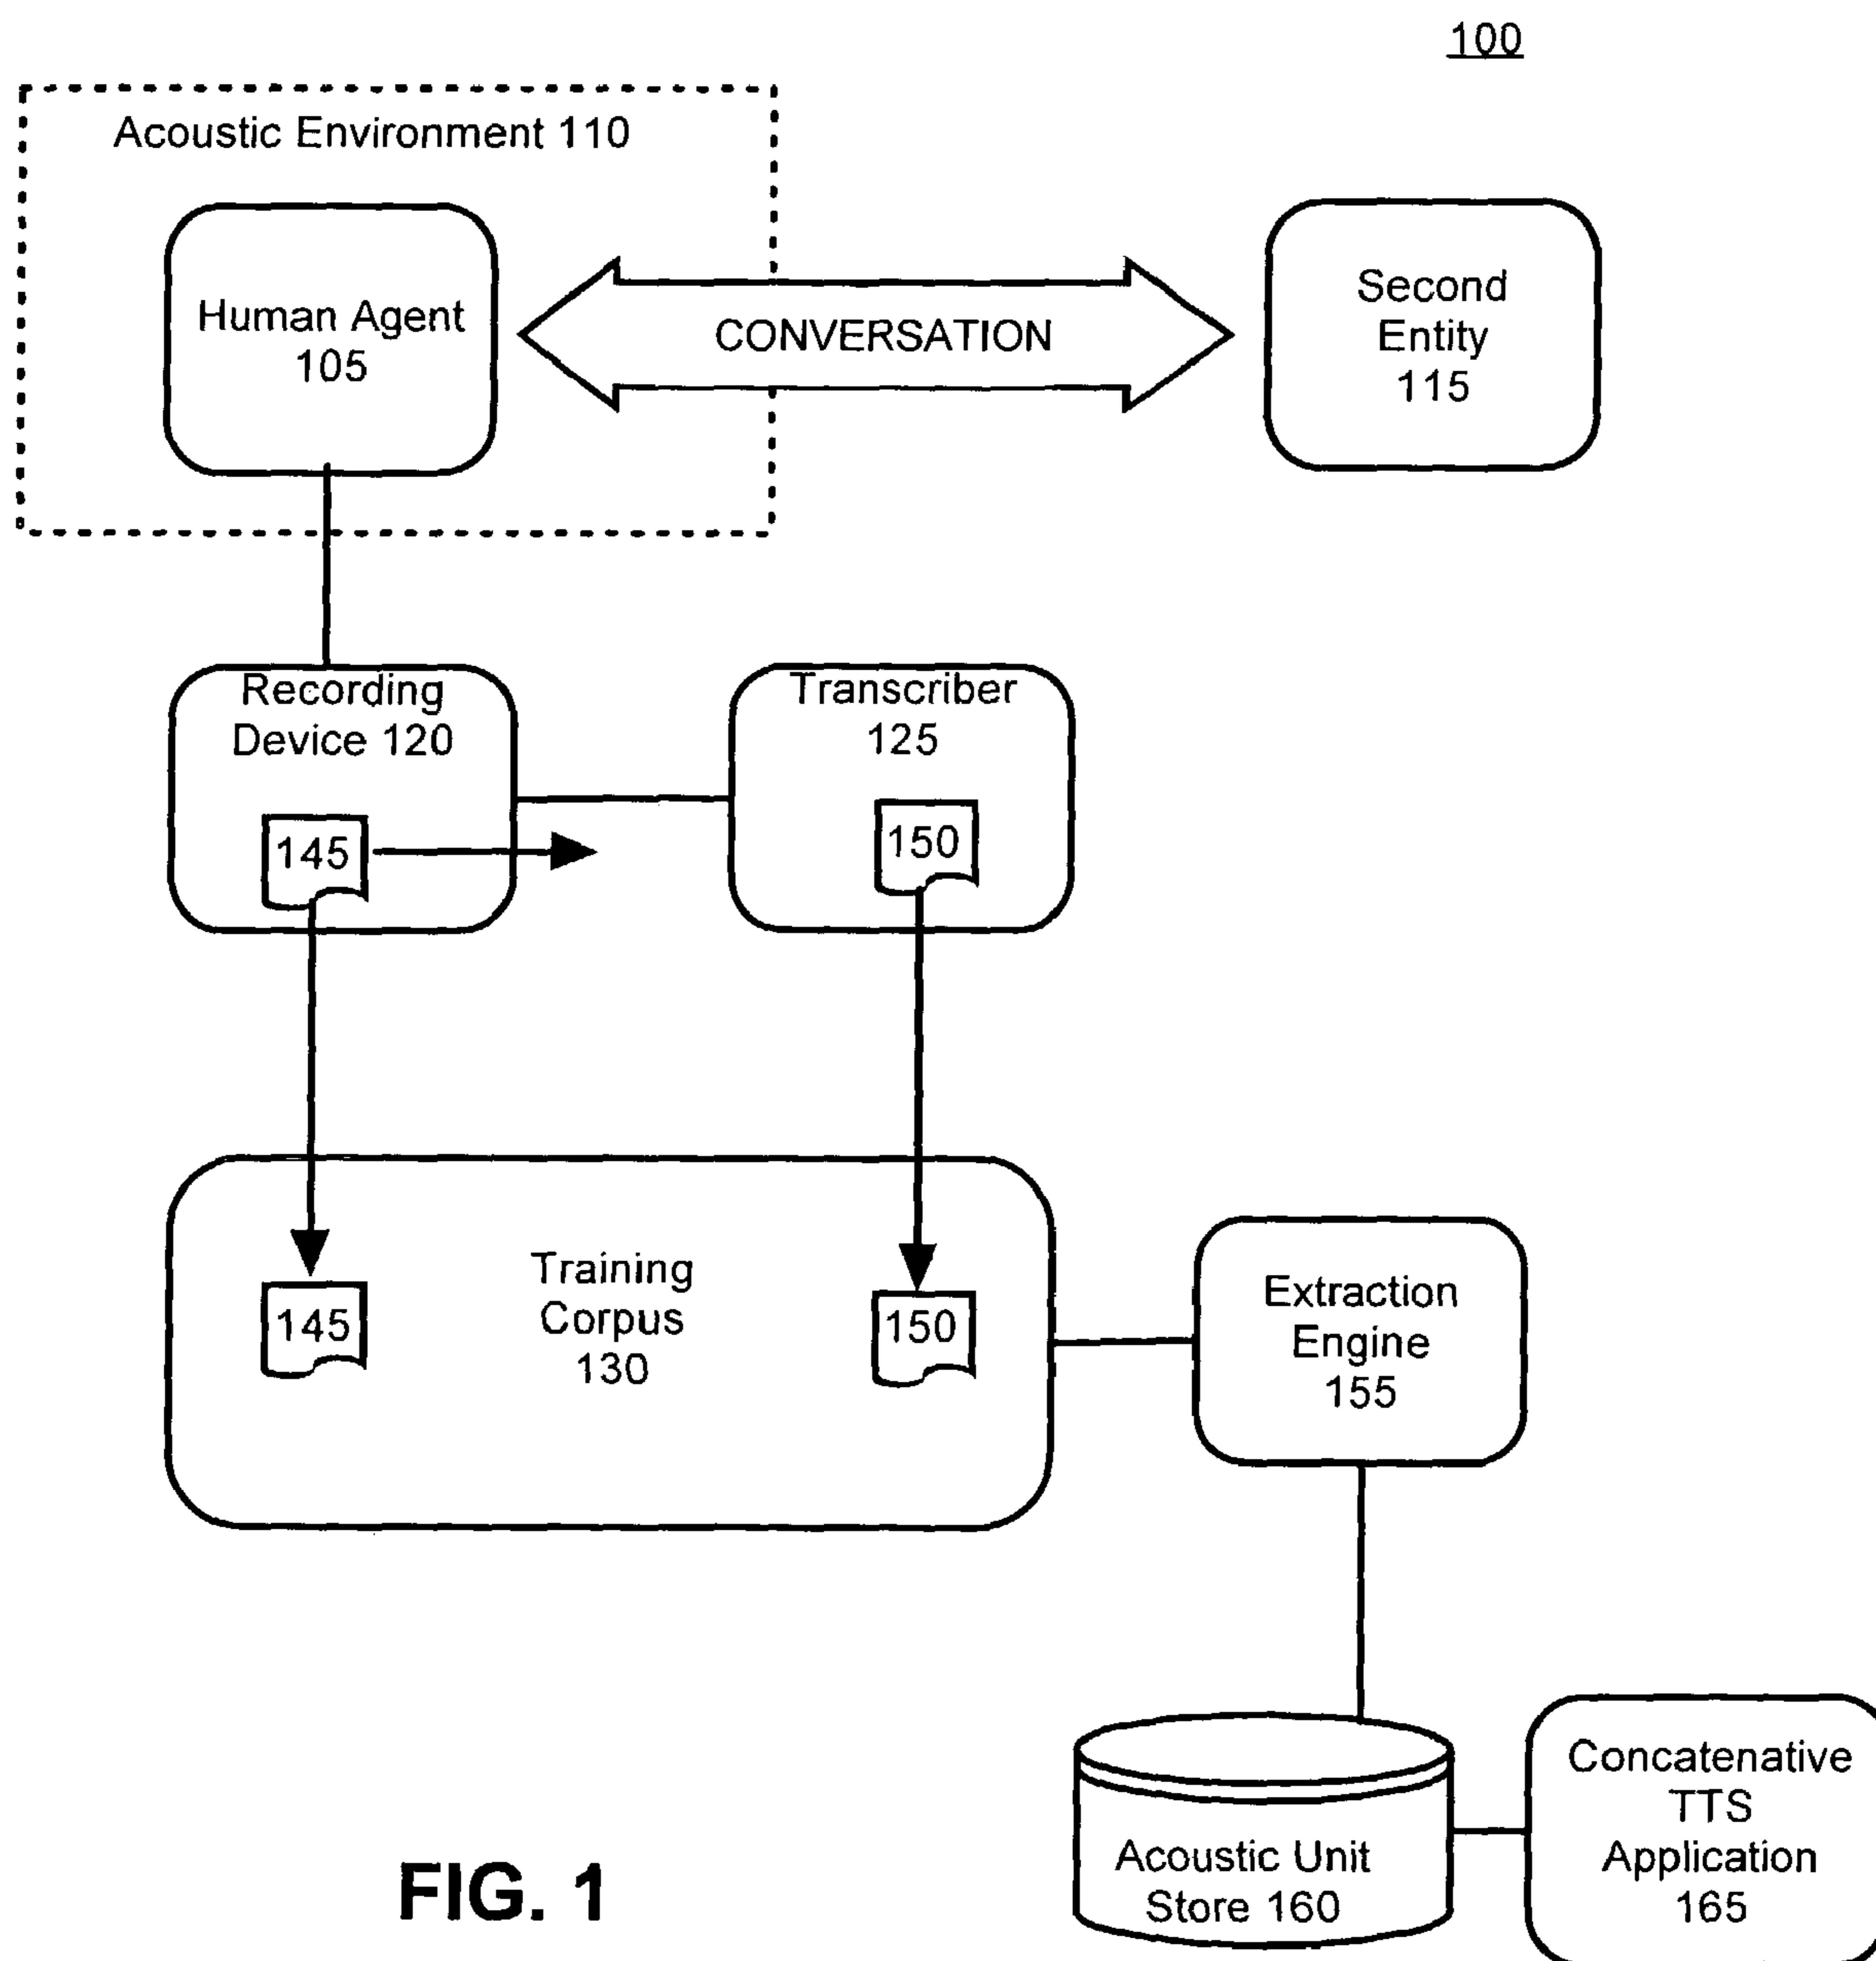 100
Acoustic Environment 110
Human Agent
105
CONVERSATION
Second
Entity
115
Recording
Device 120
145
Transcriber
125
150
145
Training
Corpus
130
150
Extraction
Engine
155
Acoustic Unit
Store 160
Concatenative
TTS
Application
165
FIG. 1